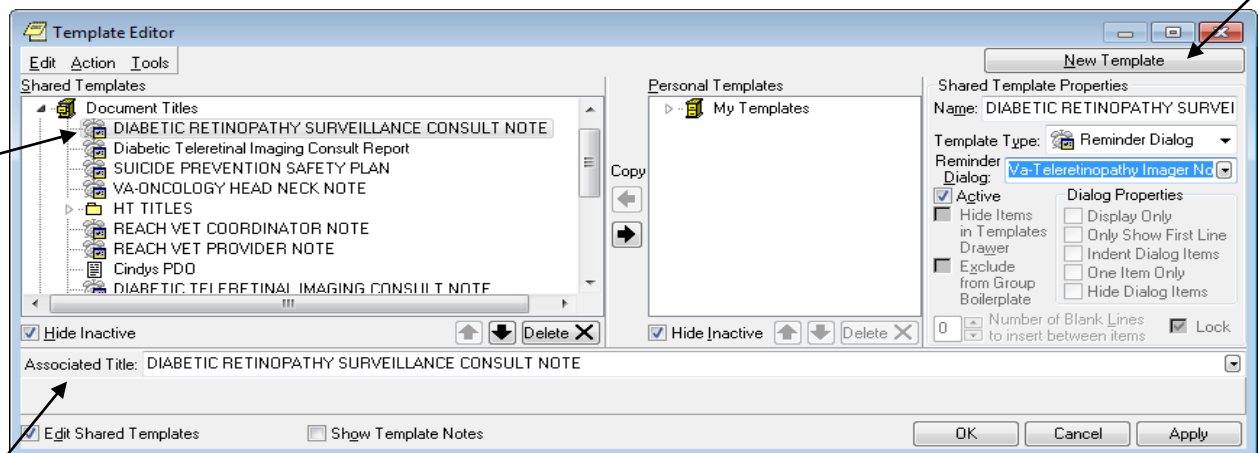 Template Editor
Edit Action Tools
New Template
Shared Templates
Document Titles
DIABETIC RETINOPATHY SURVEILLANCE CONSULT NOTE
Diabetic Teleretinal Imaging Consult Report
SUICIDE PREVENTION SAFETY PLAN
VA-ONCOLOGY HEAD NECK NOTE
HT TITLES
REACH VET COORDINATOR NOTE
REACH VET PROVIDER NOTE
Cindys PDO
DIABETIC TELERETINAL IMAGING CONSULT NOTE
Hide Inactive
Delete
Copy
Personal Templates
My Templates
Hide Inactive
Delete
Shared Template Properties
Name: DIABETIC RETINOPATHY SURVEI
Template Type: Reminder Dialog
Reminder Dialog: Va-Teleretinopathy Imager No
Active
Hide Items
in Templates
Drawer
Exclude
from Group
Boilerplate
Dialog Properties
Display Only
Only Show First Line
Indent Dialog Items
One Item Only
Hide Dialog Items
0 Number of Blank Lines
to insert between items
Lock
Associated Title: DIABETIC RETINOPATHY SURVEILLANCE CONSULT NOTE
Edit Shared Templates
Show Template Notes
OK Cancel Apply